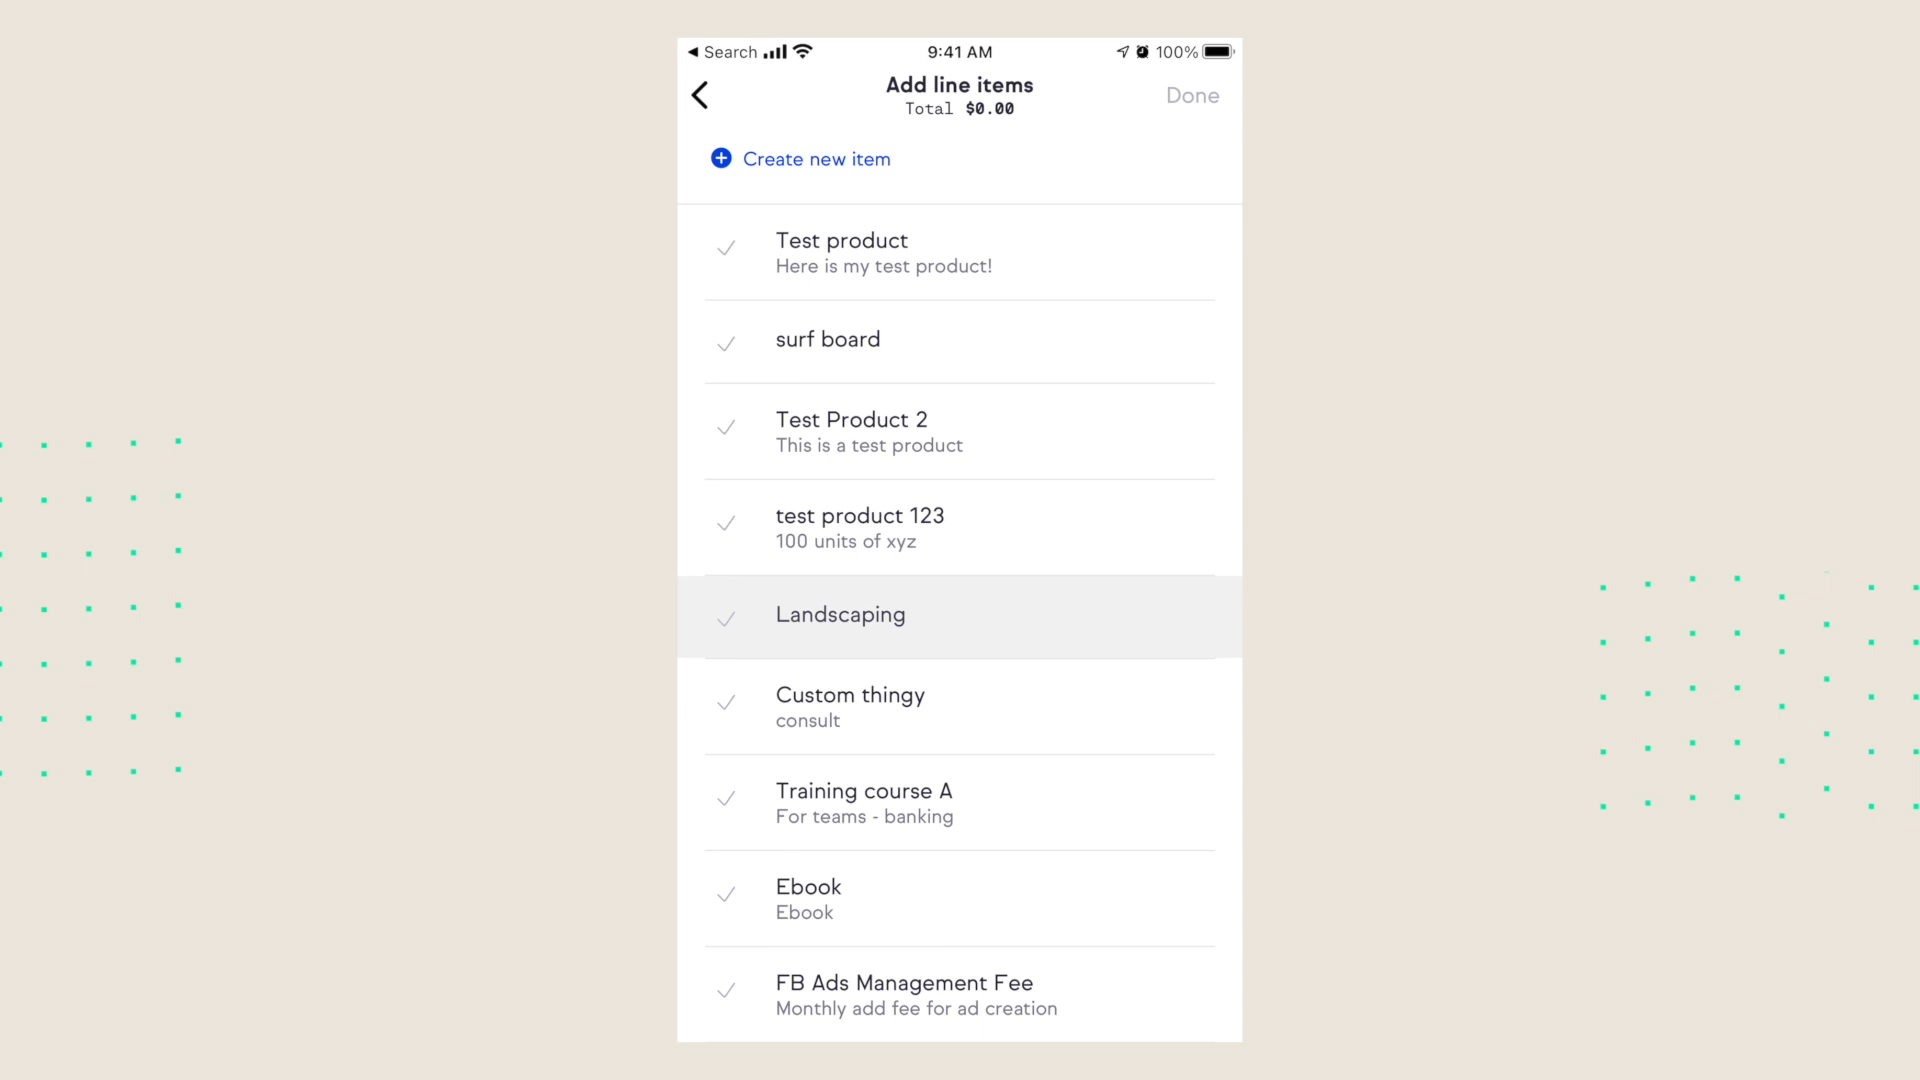 Search
9:41 AM
100%
Add line items
Total $0.00
Done
Create new item
Test product
Here is my test product!
surf board
Test Product 2
This is a test product
test product 123
100 units of xyz
Landscaping
Custom thingy
consult
Training course A
For teams - banking
Ebook
Ebook
FB Ads Management Fee
Monthly add fee for ad creation